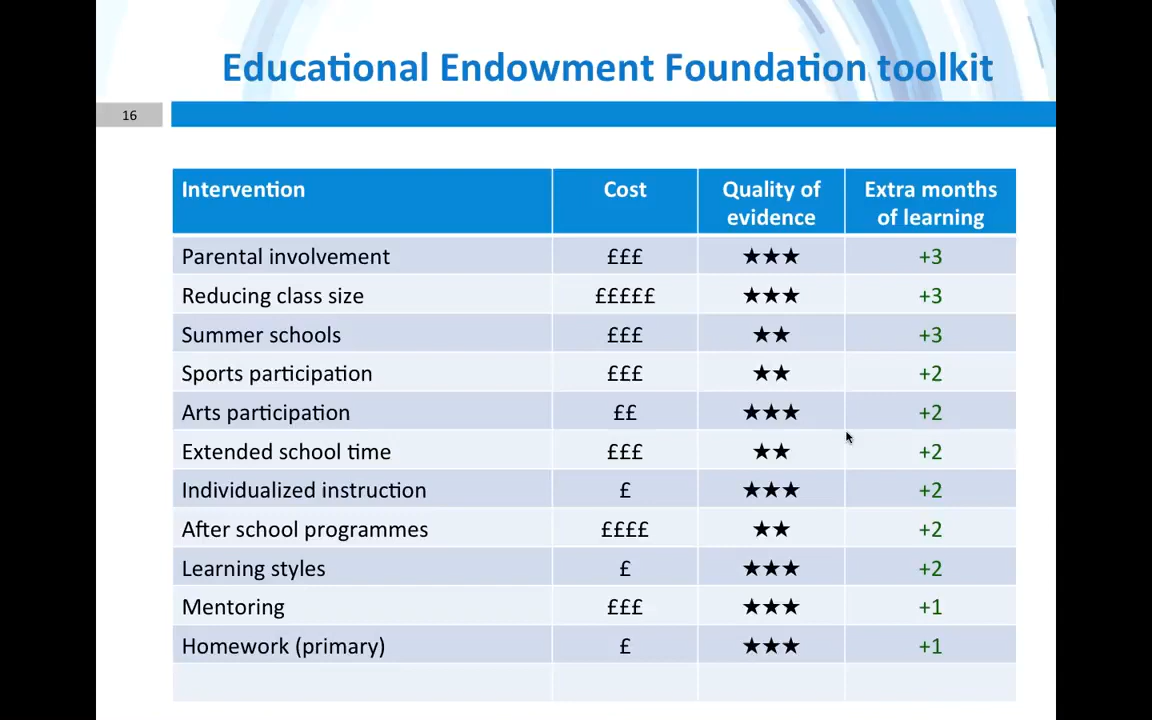 Educational Endowment Foundation toolkit
16
Intervention Cost Quality of evidence Extra months of learning
Parental involvement £££ ★★★ +3
Reducing class size £££££ ★★★ +3
Summer schools £££ ★★ +3
Sports participation £££ ★★ +2
Arts participation ££ ★★★ +2
Extended school time £££ ★★ +2
Individualized instruction £ ★★★ +2
After school programmes ££££ ★★ +2
Learning styles £ ★★★ +2
Mentoring £££ ★★★ +1
Homework (primary) £ ★★★ +1